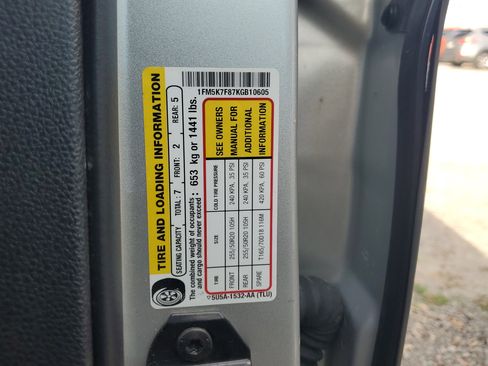 TIRE AND LOADING INFORMATION
SEATING CAPACITY TOTAL: 7 FRONT: 2 REAR: 5
The combined weight of occupants
and cargo should never exceed : 653 kg or 1441 lbs.
TIRE SIZE COLD TIRE PRESSURE SEE OWNERS
FRONT 255/50R20 105H 240 KPA, 35 PSI MANUAL FOR
REAR 255/50R20 105H 240 KPA, 35 PSI ADDITIONAL
SPARE T165/70D18 116M 420 KPA, 60 PSI INFORMATION
5U5A-1532-AA (TLU)
1FM5K7F87KGB10605